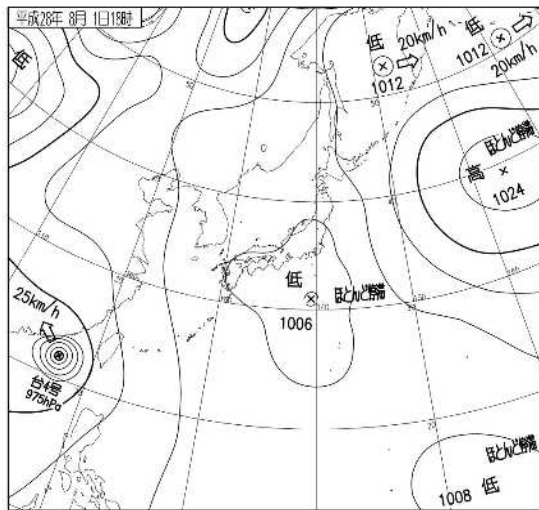 平成28年 8月 1日18時
低
低
20km/h
1012
低
1012
20km/h
ほとんど停滞
高
1024
低
ほとんど停滞
1006
25km/h
台4号
975hPa
ほとんど停滞
1008 低